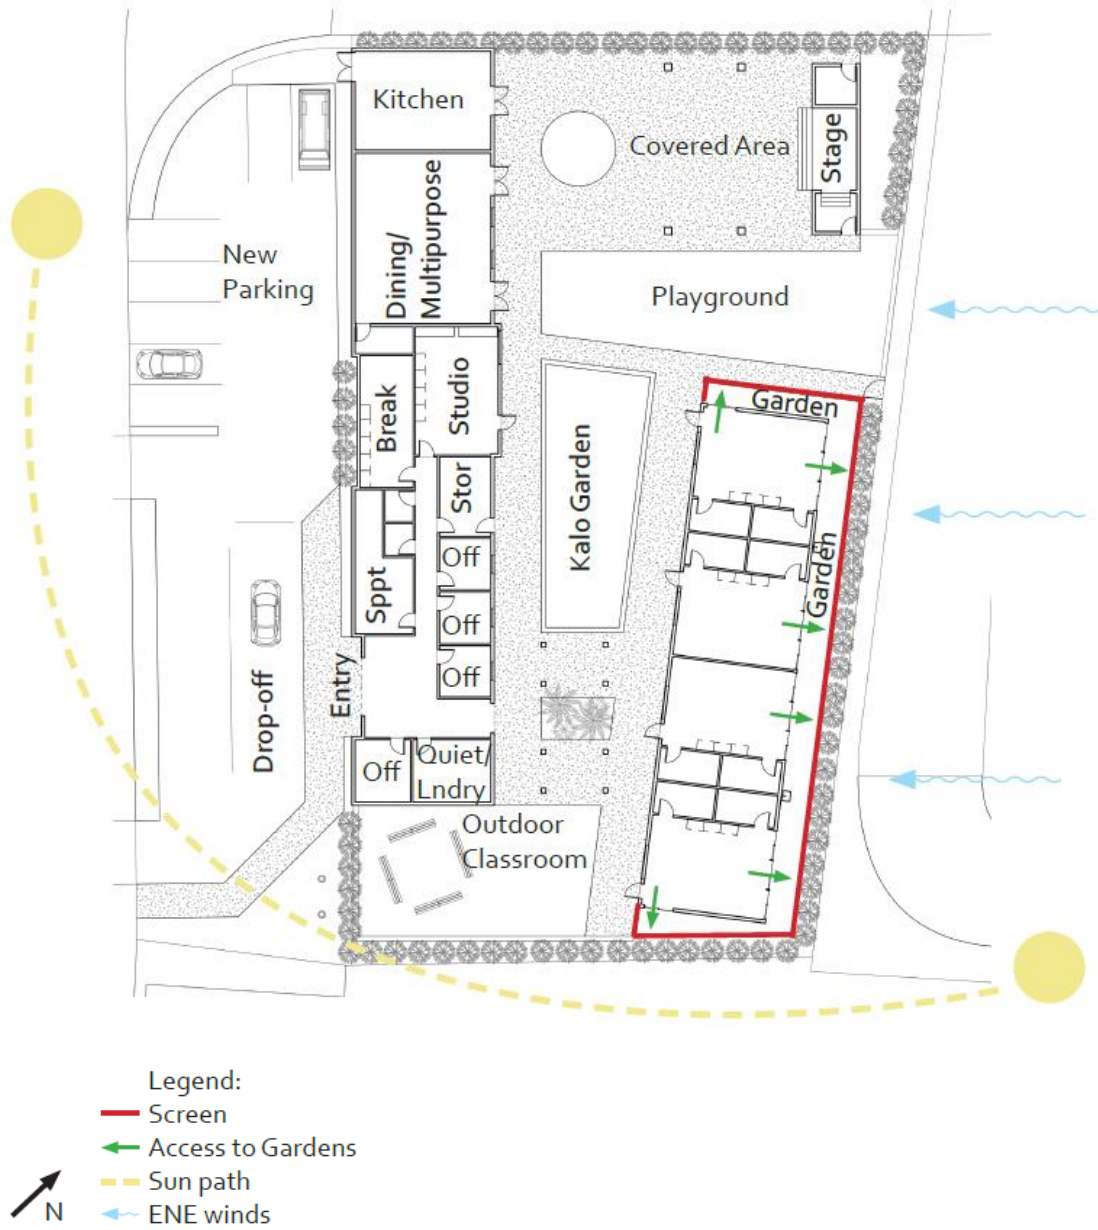 Kitchen
Covered Area
Stage
Dining/
Multipurpose
New
Parking
Playground
Garden
Break
Studio
Kalo Garden
Stor
Garden
Sppt
Off
Off
Off
Entry
Drop-off
Off
Quiet/
Lndry
Outdoor
Classroom
Legend:
Screen
Access to Gardens
Sun path
ENE winds
N